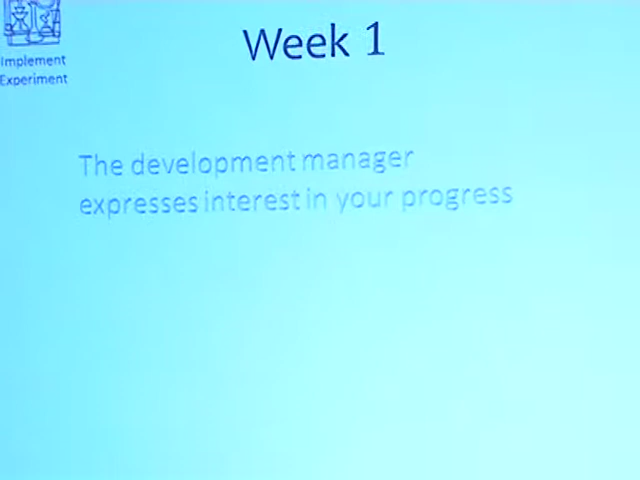 Week 1
Implement
Experiment
The development manager
expresses interest in your progress